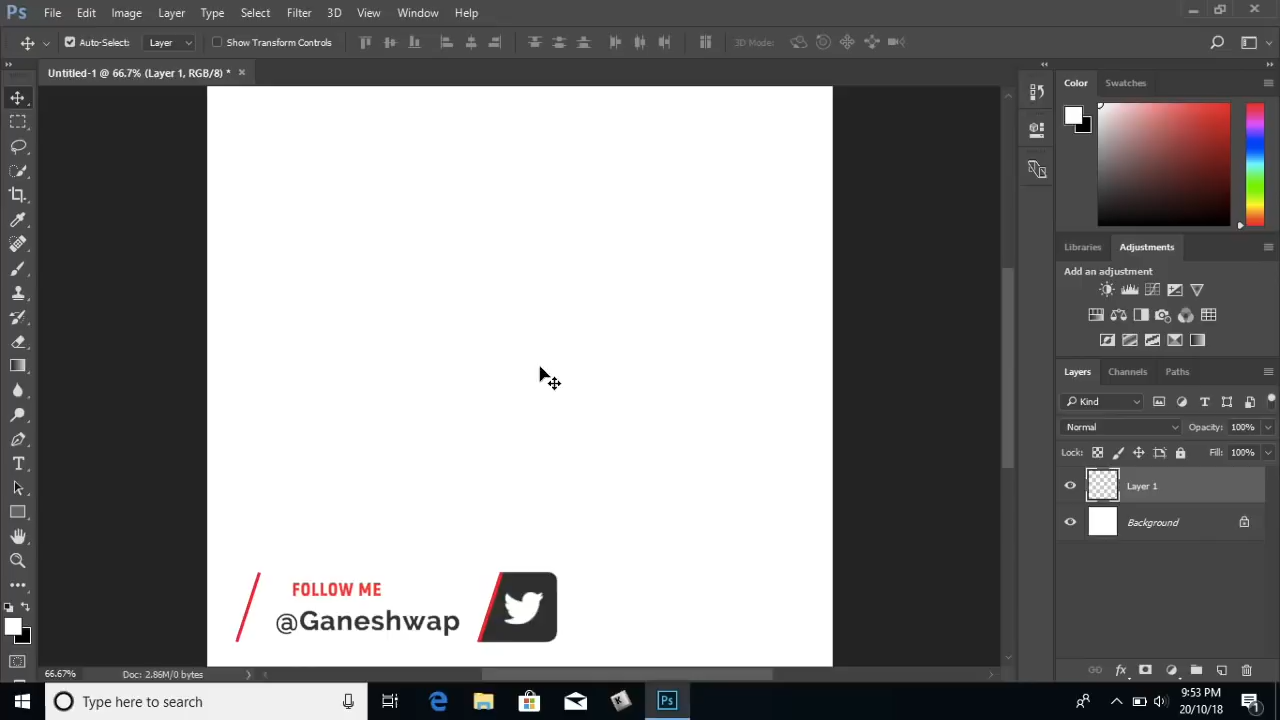 Ps File Edit Image Layer Type Select Filter 3D View Window Help
Auto-Select: Layer Show Transform Controls 3D Mode:
Untitled-1 @ 66.7% (Layer 1, RGB/8) *
Color Swatches
Libraries Adjustments
Add an adjustment
Layers Channels Paths
Kind
Normal Opacity: 100%
Lock: Fill: 100%
Layer 1
Background
FOLLOW ME
@Ganeshwap
66.67% Doc: 2.86M/0 bytes
Type here to search
Ps
9:53 PM
20/10/18
1